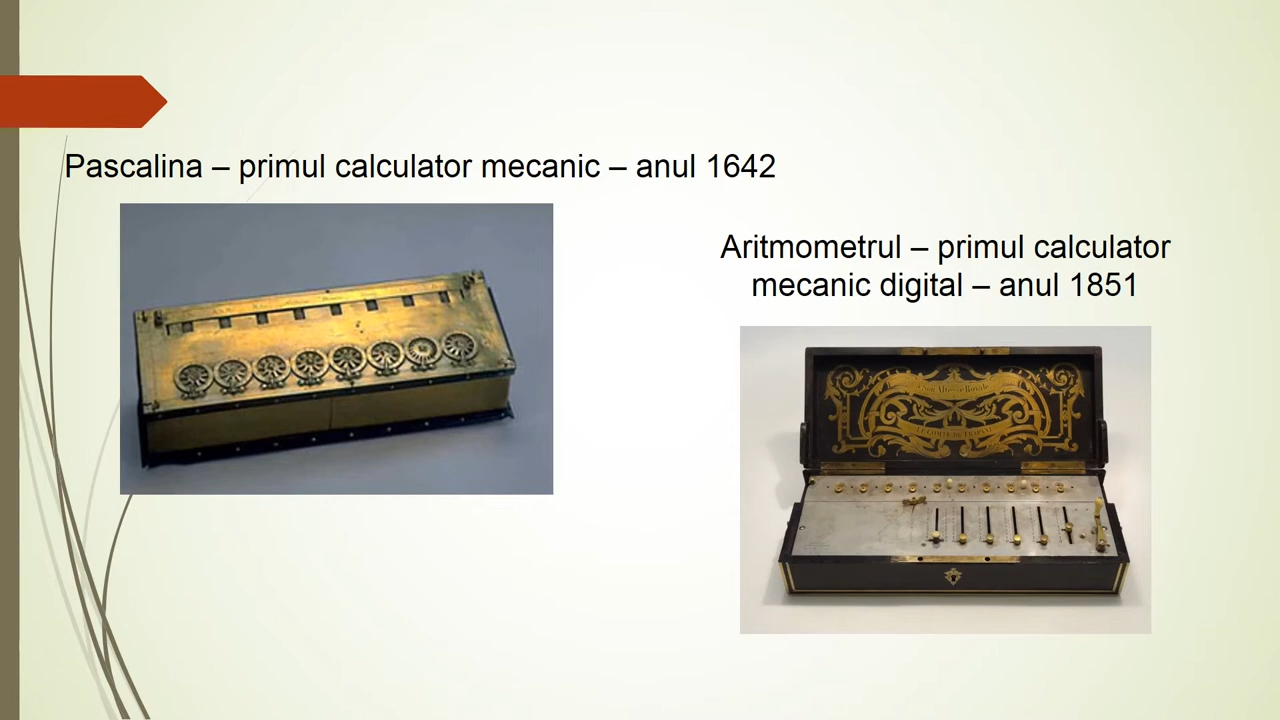 Pascalina – primul calculator mecanic – anul 1642
Aritmometrul – primul calculator
mecanic digital – anul 1851